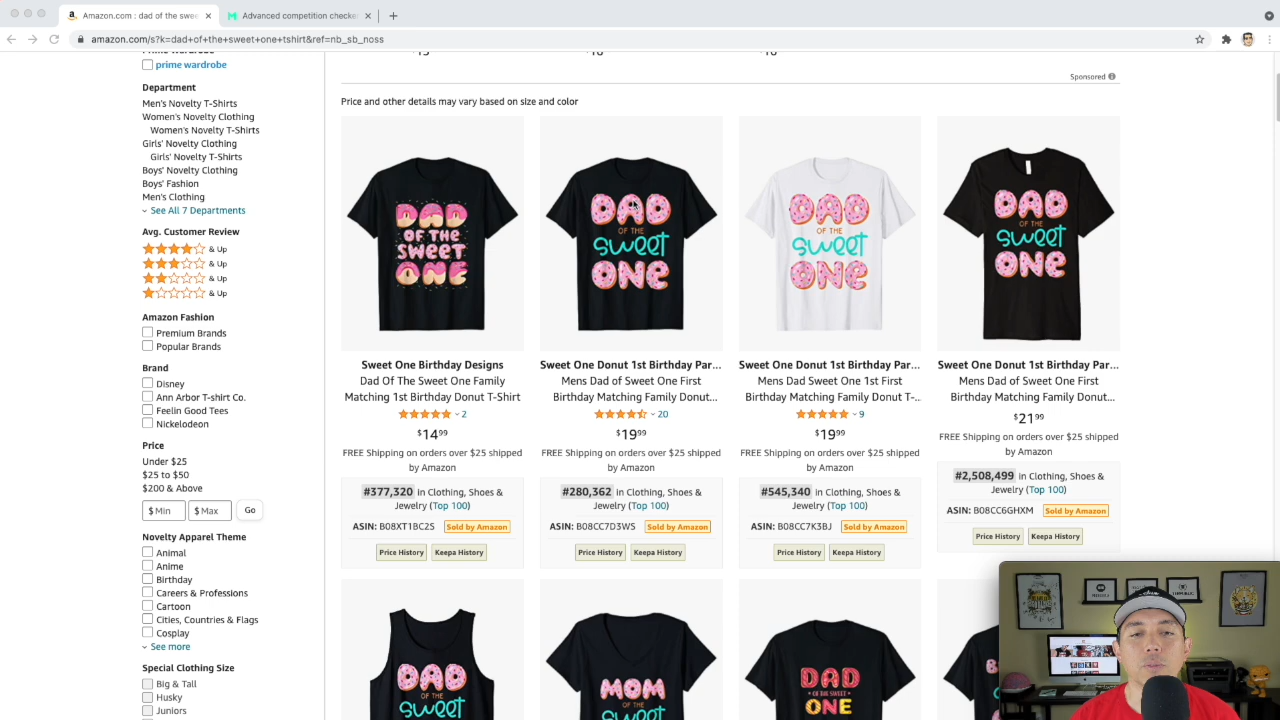 Amazon.com : dad of the swee
Advanced competition checke
amazon.com/s?k=dad+of+the+sweet+one+tshirt&ref=nb_sb_noss
prime wardrobe
Department
Men's Novelty T-Shirts
Women's Novelty Clothing
Women's Novelty T-Shirts
Girls' Novelty Clothing
Girls' Novelty T-Shirts
Boys' Novelty Clothing
Boys' Fashion
Men's Clothing
See All 7 Departments
Avg. Customer Review
& Up
& Up
& Up
& Up
Amazon Fashion
Premium Brands
Popular Brands
Brand
Disney
Ann Arbor T-shirt Co.
Feelin Good Tees
Nickelodeon
Price
Under $25
$25 to $50
$200 & Above
$ Min $ Max Go
Novelty Apparel Theme
Animal
Anime
Birthday
Careers & Professions
Cartoon
Cities, Countries & Flags
Cosplay
See more
Special Clothing Size
Big & Tall
Husky
Juniors
Sponsored
Price and other details may vary based on size and color
DAD
OF THE
SWEET
ONE
Sweet One Birthday Designs
Dad Of The Sweet One Family
Matching 1st Birthday Donut T-Shirt
2
$14.99
FREE Shipping on orders over $25 shipped
by Amazon
#377,320 in Clothing, Shoes &
Jewelry (Top 100)
ASIN: B08XT1BC2S Sold by Amazon
Price History Keepa History
DAD
OF THE
sweet
ONE
Sweet One Donut 1st Birthday Par...
Mens Dad of Sweet One First
Birthday Matching Family Donut...
20
$19.99
FREE Shipping on orders over $25 shipped
by Amazon
#280,362 in Clothing, Shoes &
Jewelry (Top 100)
ASIN: B08CC7D3WS Sold by Amazon
Price History Keepa History
DAD
OF THE
sweet
ONE
Sweet One Donut 1st Birthday Par...
Mens Dad Sweet One 1st First
Birthday Matching Family Donut T-...
9
$19.99
FREE Shipping on orders over $25 shipped
by Amazon
#545,340 in Clothing, Shoes &
Jewelry (Top 100)
ASIN: B08CC7K3BJ Sold by Amazon
Price History Keepa History
DAD
OF THE
sweet
ONE
Sweet One Donut 1st Birthday Par...
Mens Dad of Sweet One First
Birthday Matching Family Donut...
$21.99
FREE Shipping on orders over $25 shipped
by Amazon
#2,508,499 in Clothing, Shoes &
Jewelry (Top 100)
ASIN: B08CC6GHXM Sold by Amazon
Price History Keepa History
DAD
OF THE
sweet
MOM
OF THE
sweet
DAD
OF THE SWEET
ONE